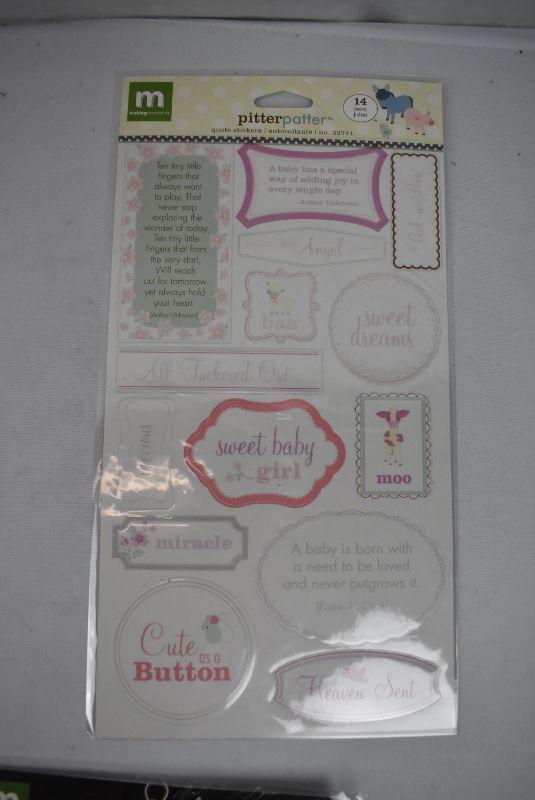 m
makingmemories
pitterpatter™
quote stickers / autocollants / no. 33711
14
pieces
pièces
Ten tiny little
fingers that
always want
to play, That
never stop
exploring the
wonder of today.
Ten tiny little
fingers that from
the very start,
Will reach
out for tomorrow
yet always hold
your heart.
(Author Unknown)
A baby has a special
way of adding joy in
every single day.
-Author Unknown
Angel
baa
sweet
dreams
All Tuckered Out
sweet baby
girl
moo
miracle
A baby is born with
a need to be loved
and never outgrows it.
Cute
as a
Button
Heaven Sent